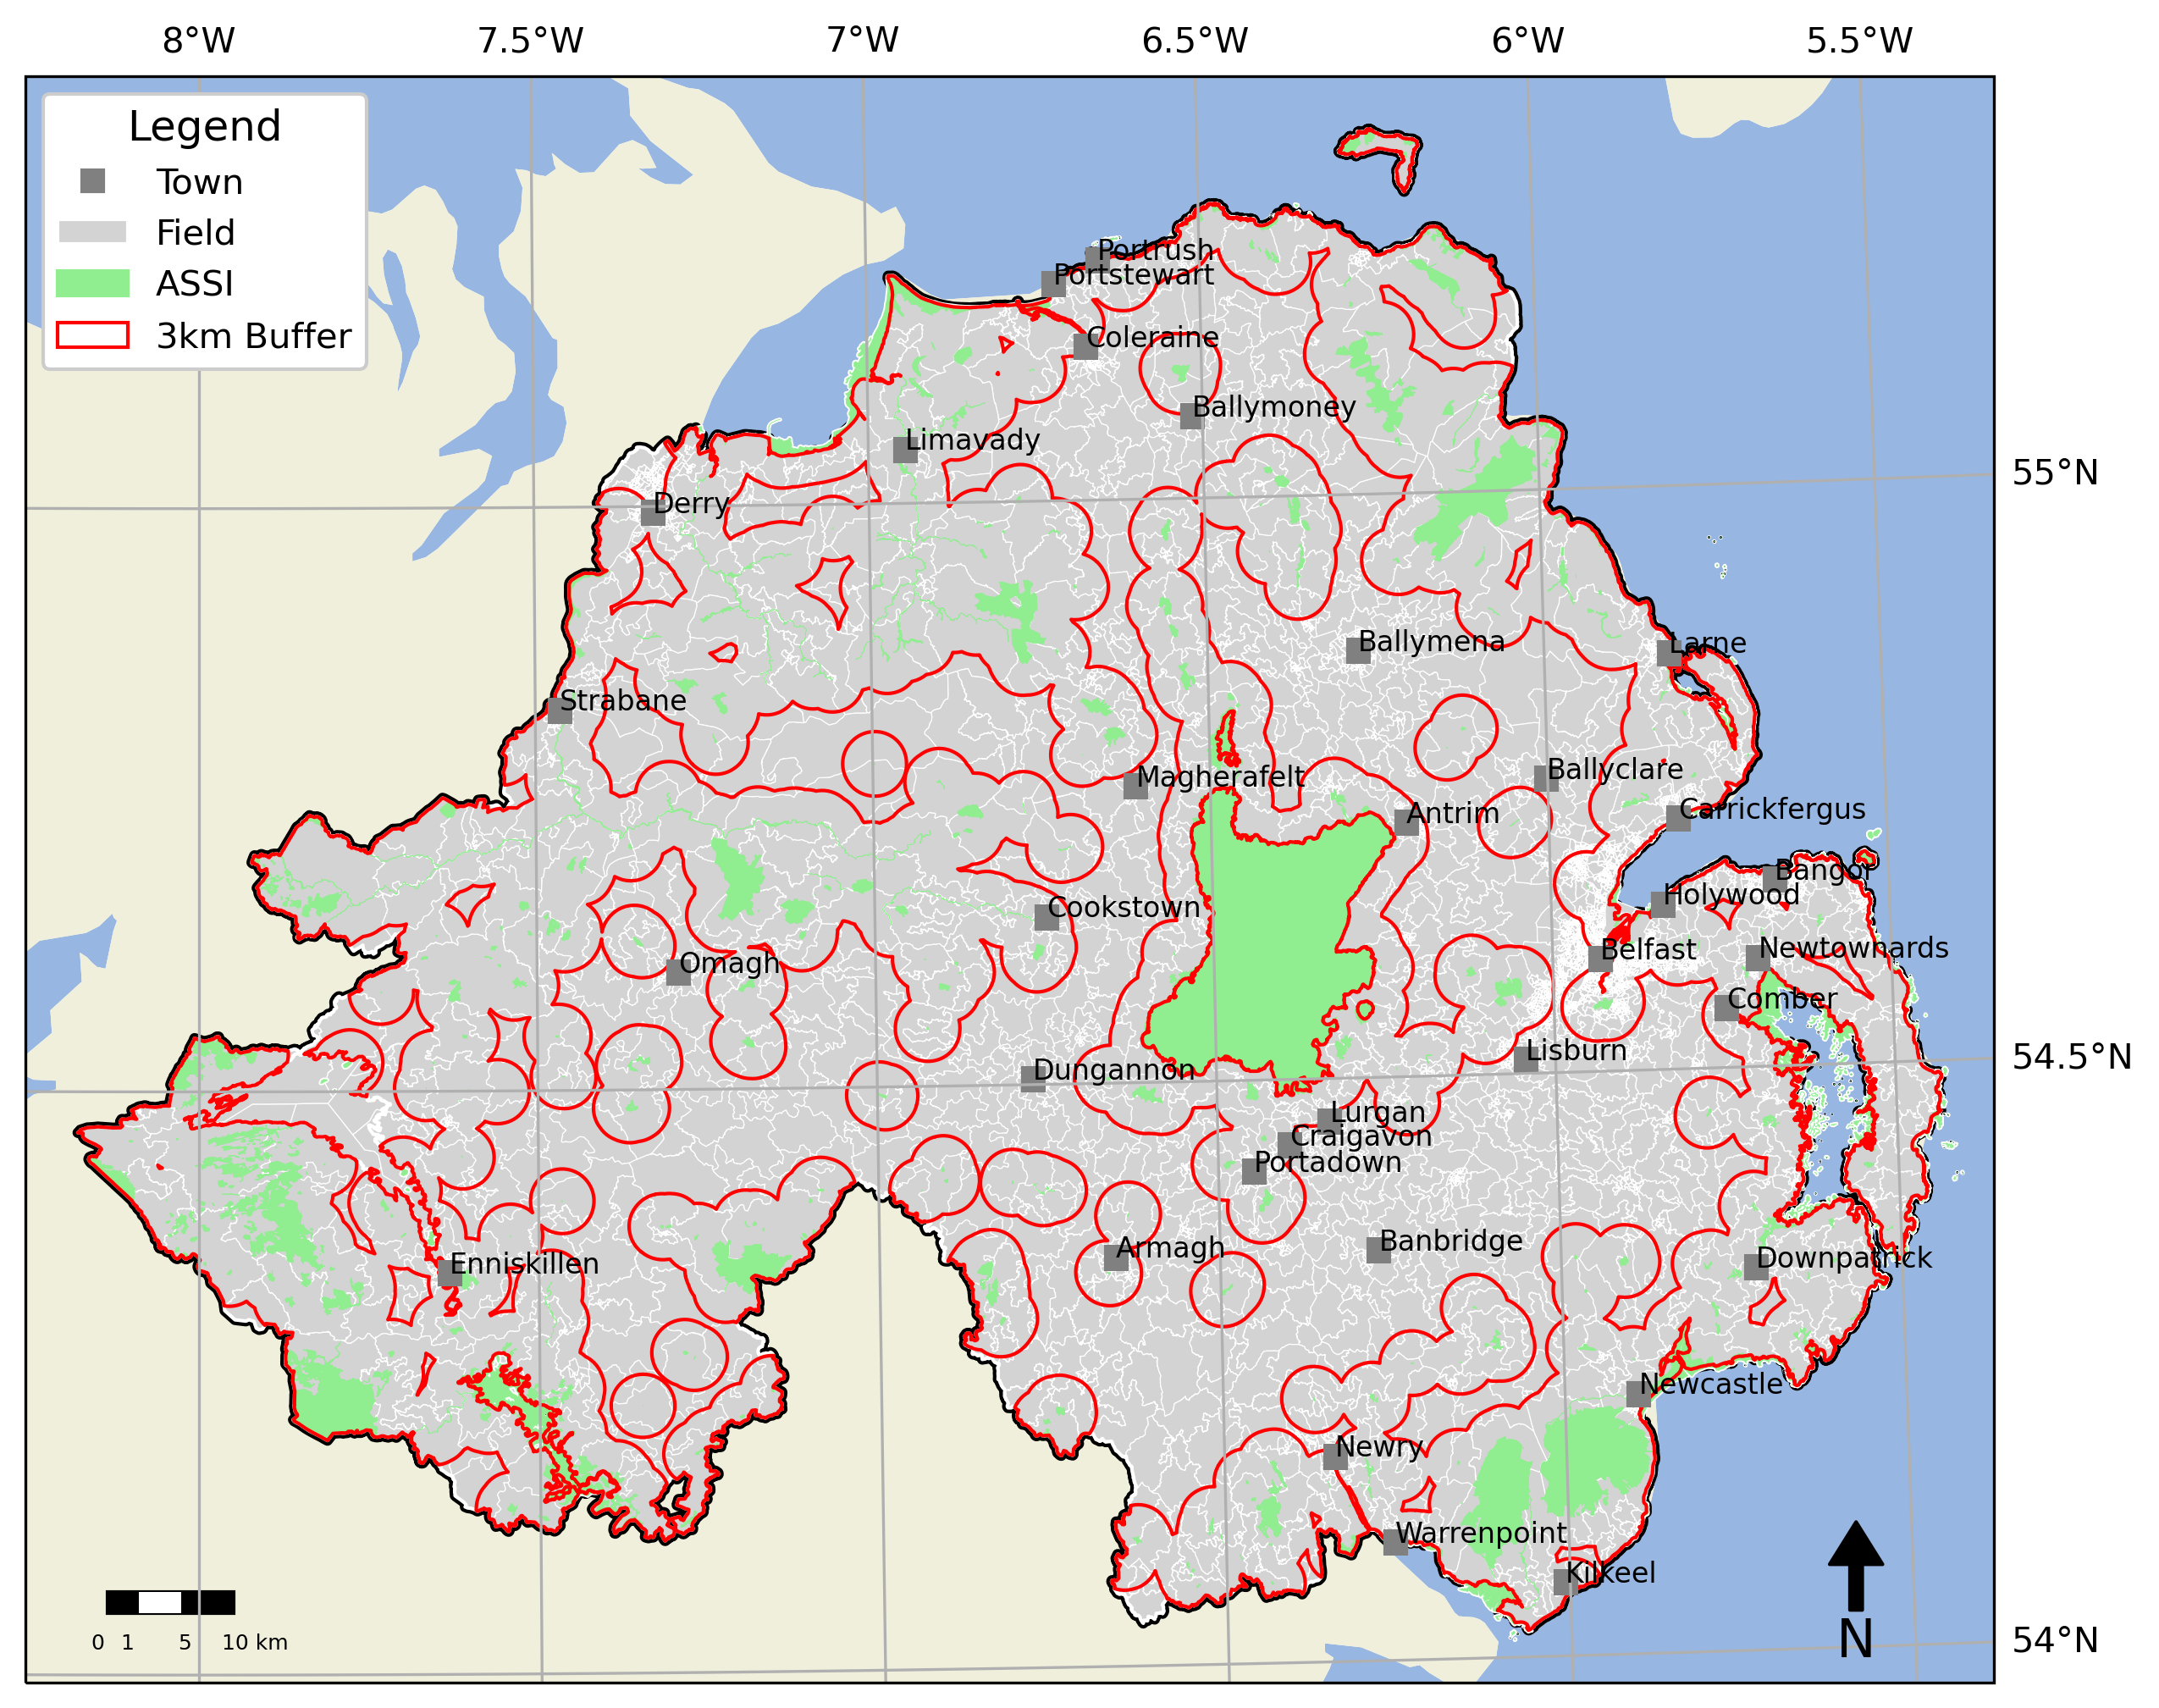 8°W 7.5°W 7°W 6.5°W 6°W 5.5°W
Legend
Town
Field
ASSI
3km Buffer
Portrush
Portstewart
Coleraine
Ballymoney
Limavady
55°N
Derry
Ballymena
Larne
Strabane
Magherafelt
Ballyclare
Antrim
Carrickfergus
Bangor
Holywood
Cookstown
Newtownards
Belfast
Omagh
Comber
Lisburn
54.5°N
Dungannon
Lurgan
Craigavon
Portadown
Banbridge
Armagh
Downpatrick
Enniskillen
Newcastle
Newry
Warrenpoint
Kilkeel
N
0 1 5 10 km
54°N